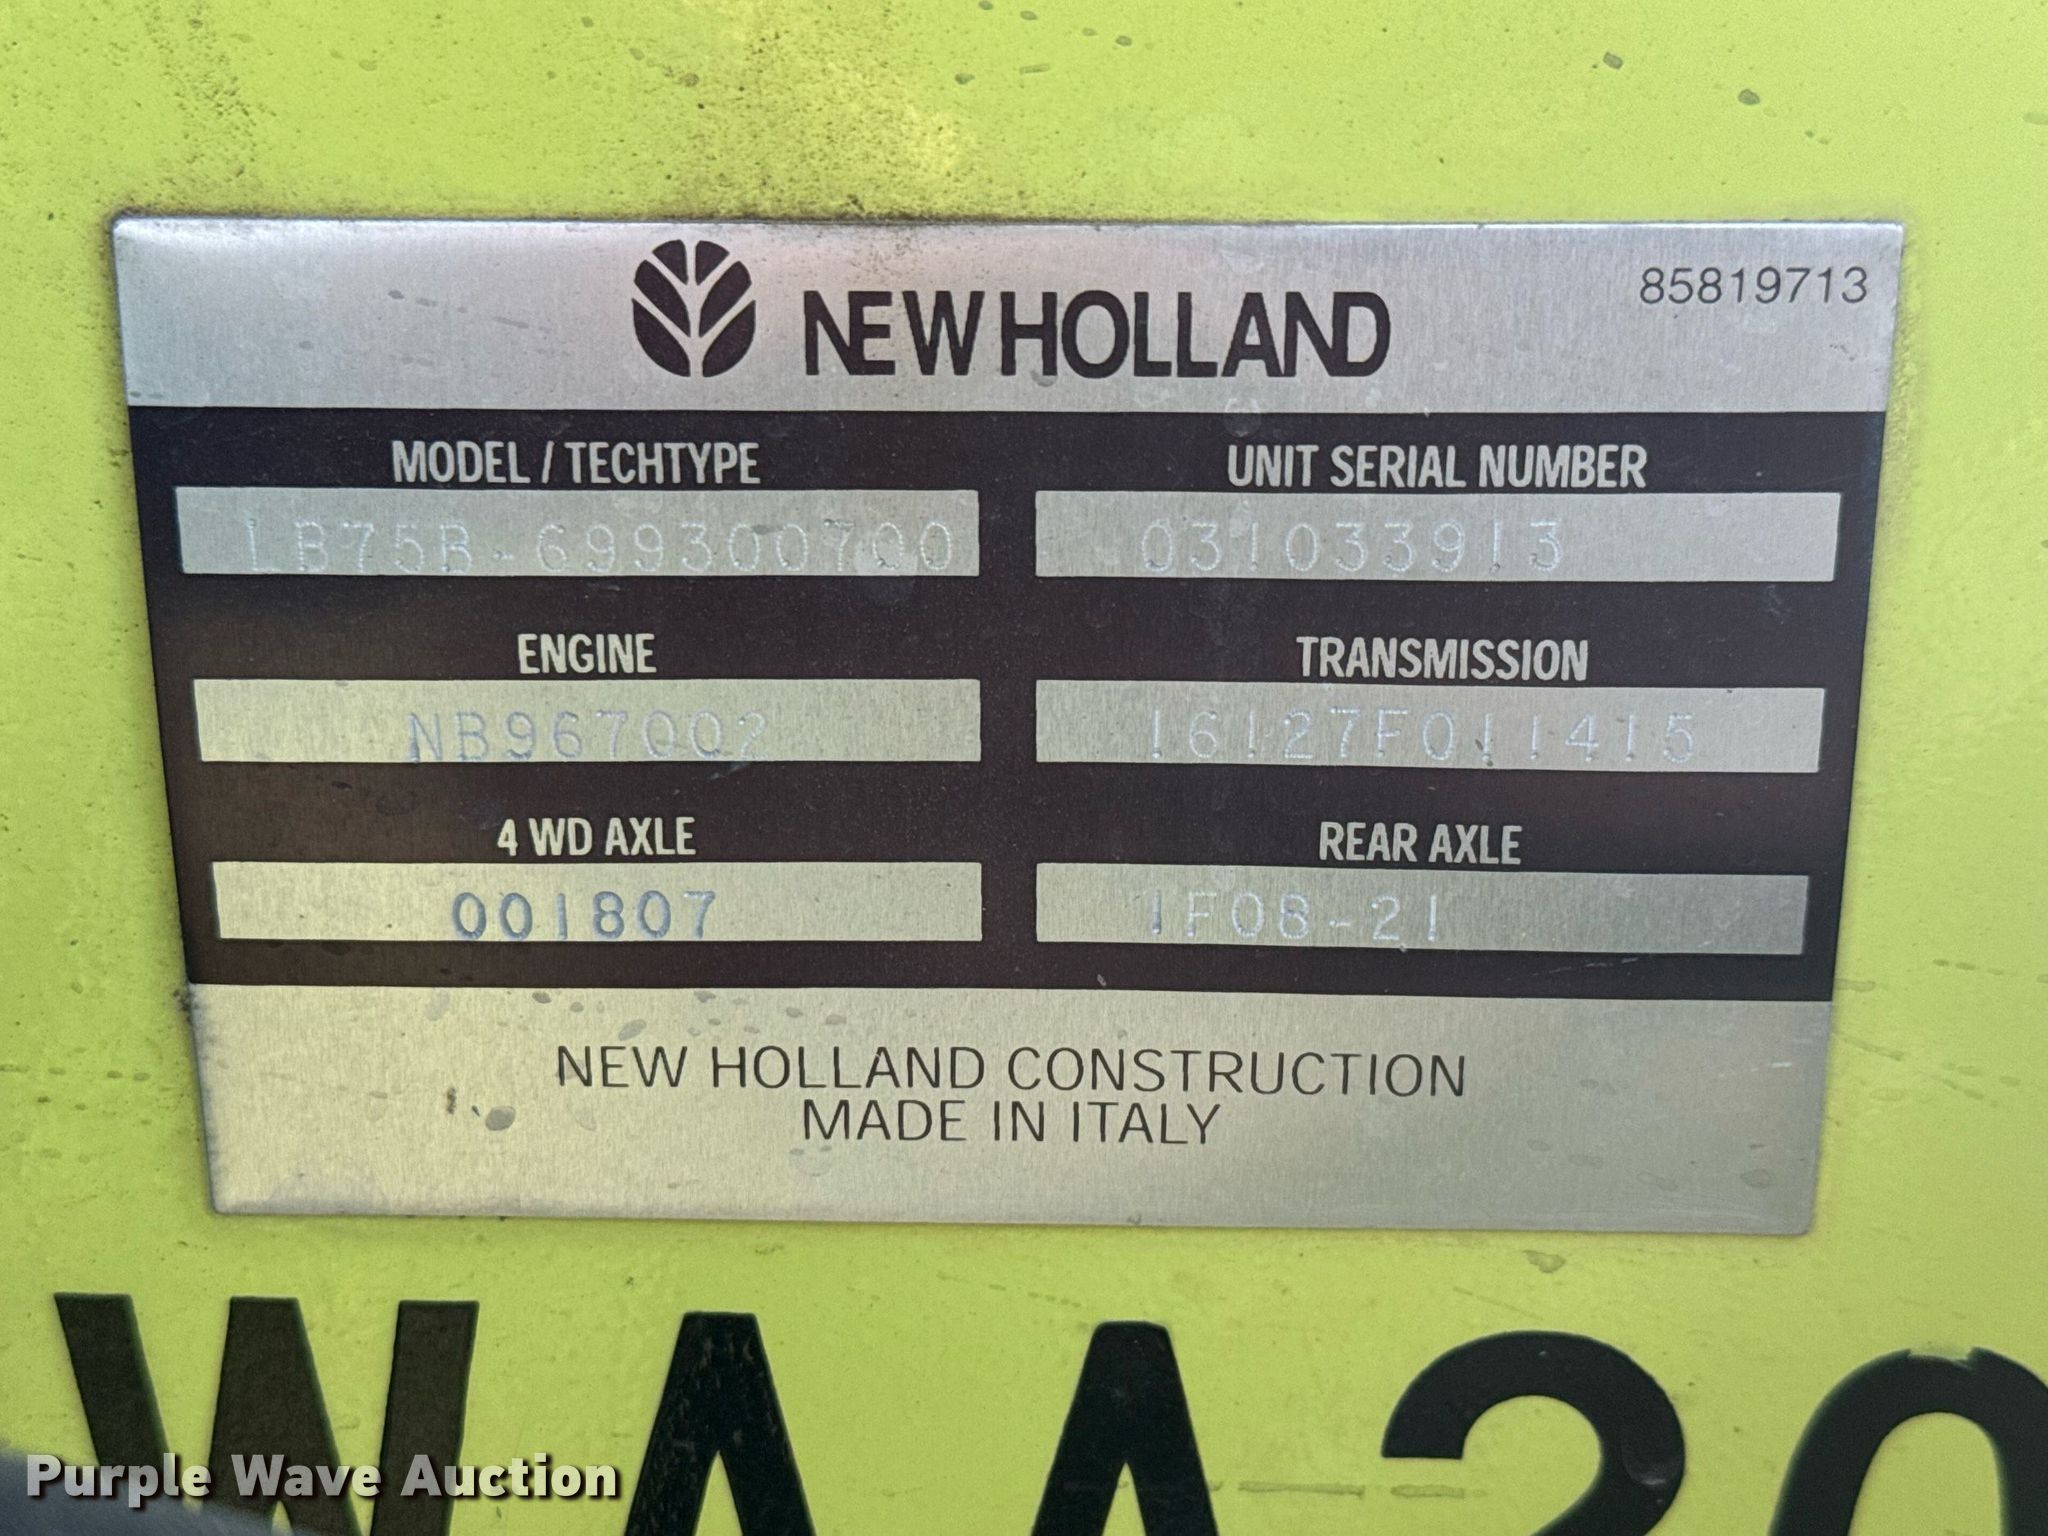 NEW HOLLAND
85819713
MODEL / TECHTYPE
UNIT SERIAL NUMBER
LB75B-699300700
031033913
ENGINE
TRANSMISSION
NB967002
16127F011415
4 WD AXLE
REAR AXLE
001807
1F08-21
NEW HOLLAND CONSTRUCTION
MADE IN ITALY
Purple Wave Auction